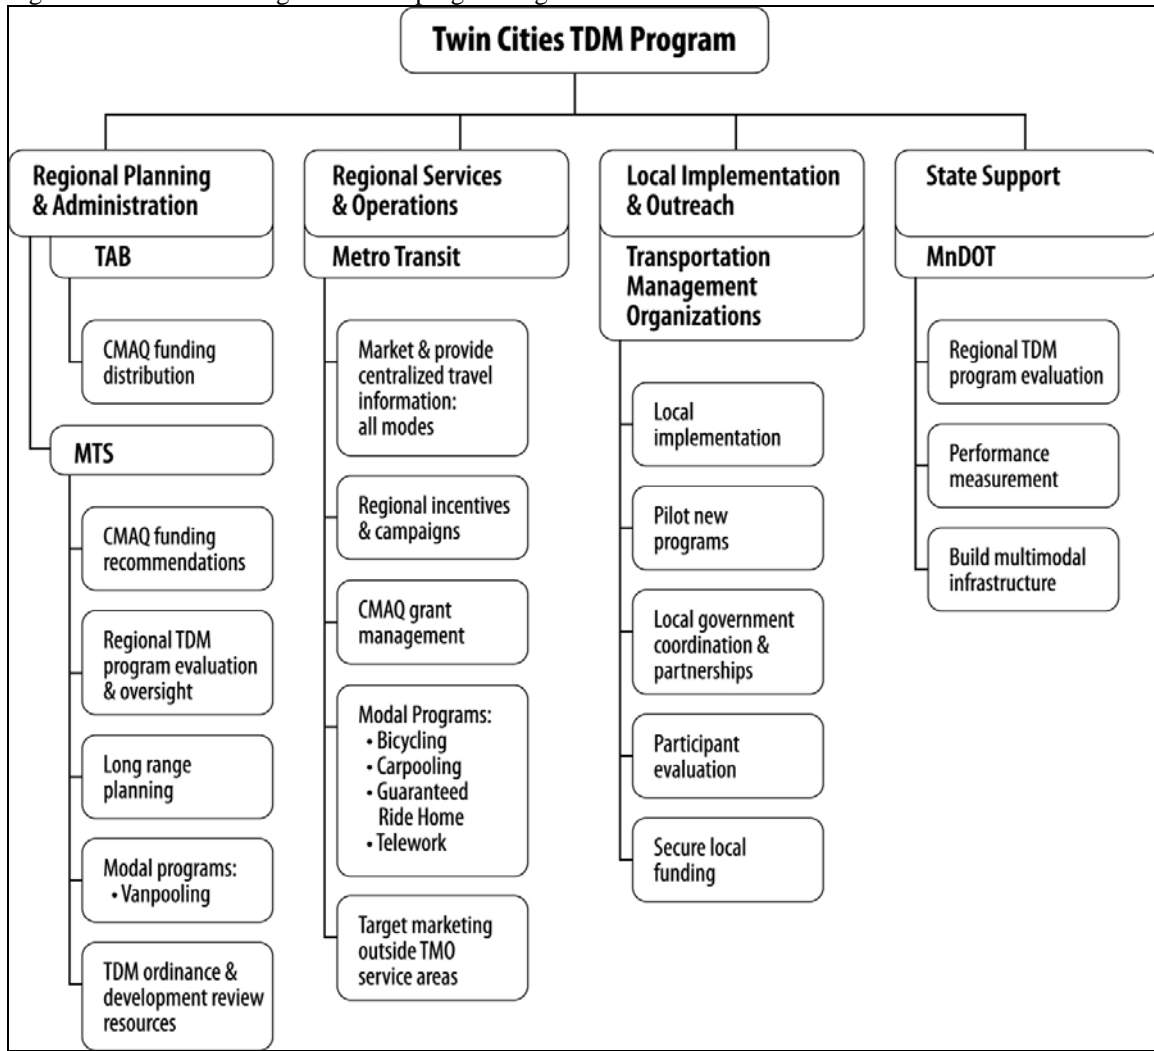 Twin Cities TDM Program
Regional Planning
& Administration
TAB
CMAQ funding
distribution
MTS
CMAQ funding
recommendations
Regional TDM
program evaluation
& oversight
Long range
planning
Modal programs:
• Vanpooling
TDM ordinance &
development review
resources
Regional Services
& Operations
Metro Transit
Market & provide
centralized travel
information:
all modes
Regional incentives
& campaigns
CMAQ grant
management
Modal Programs:
• Bicycling
• Carpooling
• Guaranteed
Ride Home
• Telework
Target marketing
outside TMO
service areas
Local Implementation
& Outreach
Transportation
Management
Organizations
Local
implementation
Pilot new
programs
Local government
coordination &
partnerships
Participant
evaluation
Secure local
funding
State Support
MnDOT
Regional TDM
program evaluation
Performance
measurement
Build multimodal
infrastructure